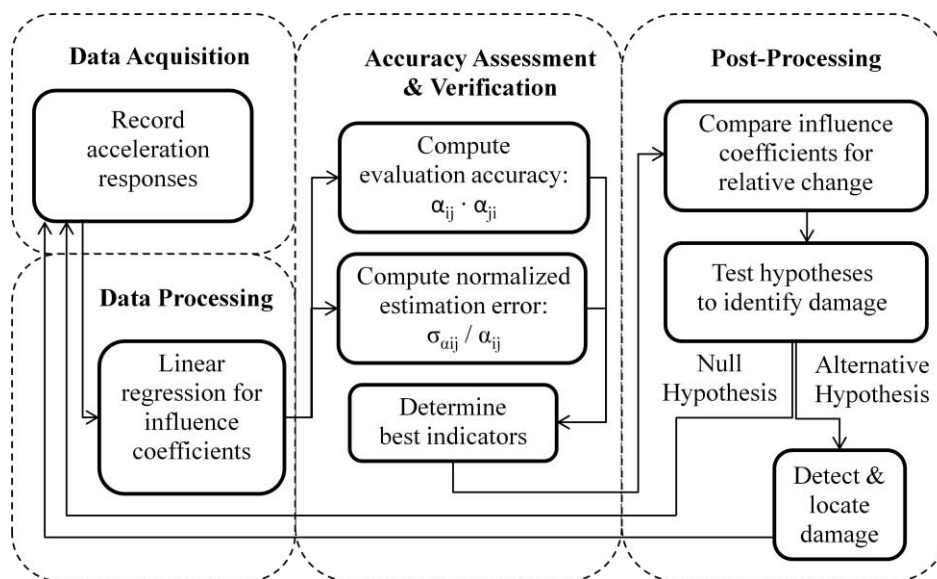 Data Acquisition
Record
acceleration
responses
Data Processing
Linear
regression for
influence
coefficients
Accuracy Assessment
& Verification
Compute
evaluation accuracy:
αij · αji
Compute normalized
estimation error:
σαij / αij
Determine
best indicators
Post-Processing
Compare influence
coefficients for
relative change
Test hypotheses
to identify damage
Null
Hypothesis
Alternative
Hypothesis
Detect &
locate
damage